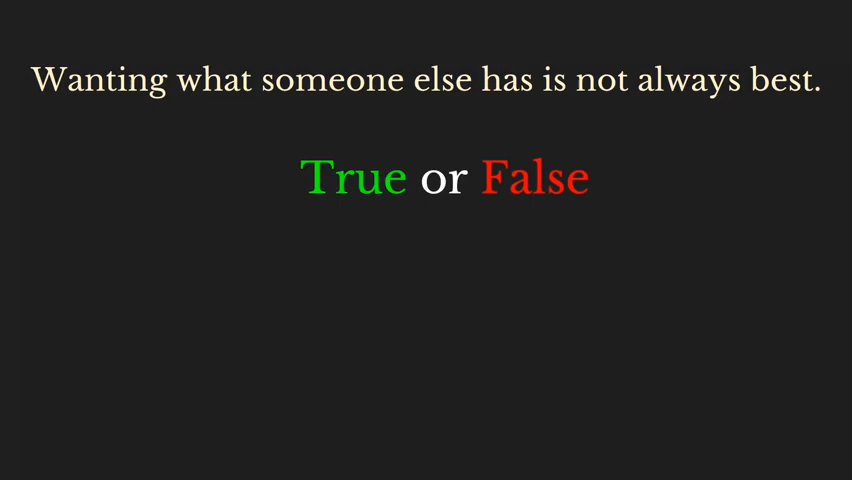 Wanting what someone else has is not always best.
True or False